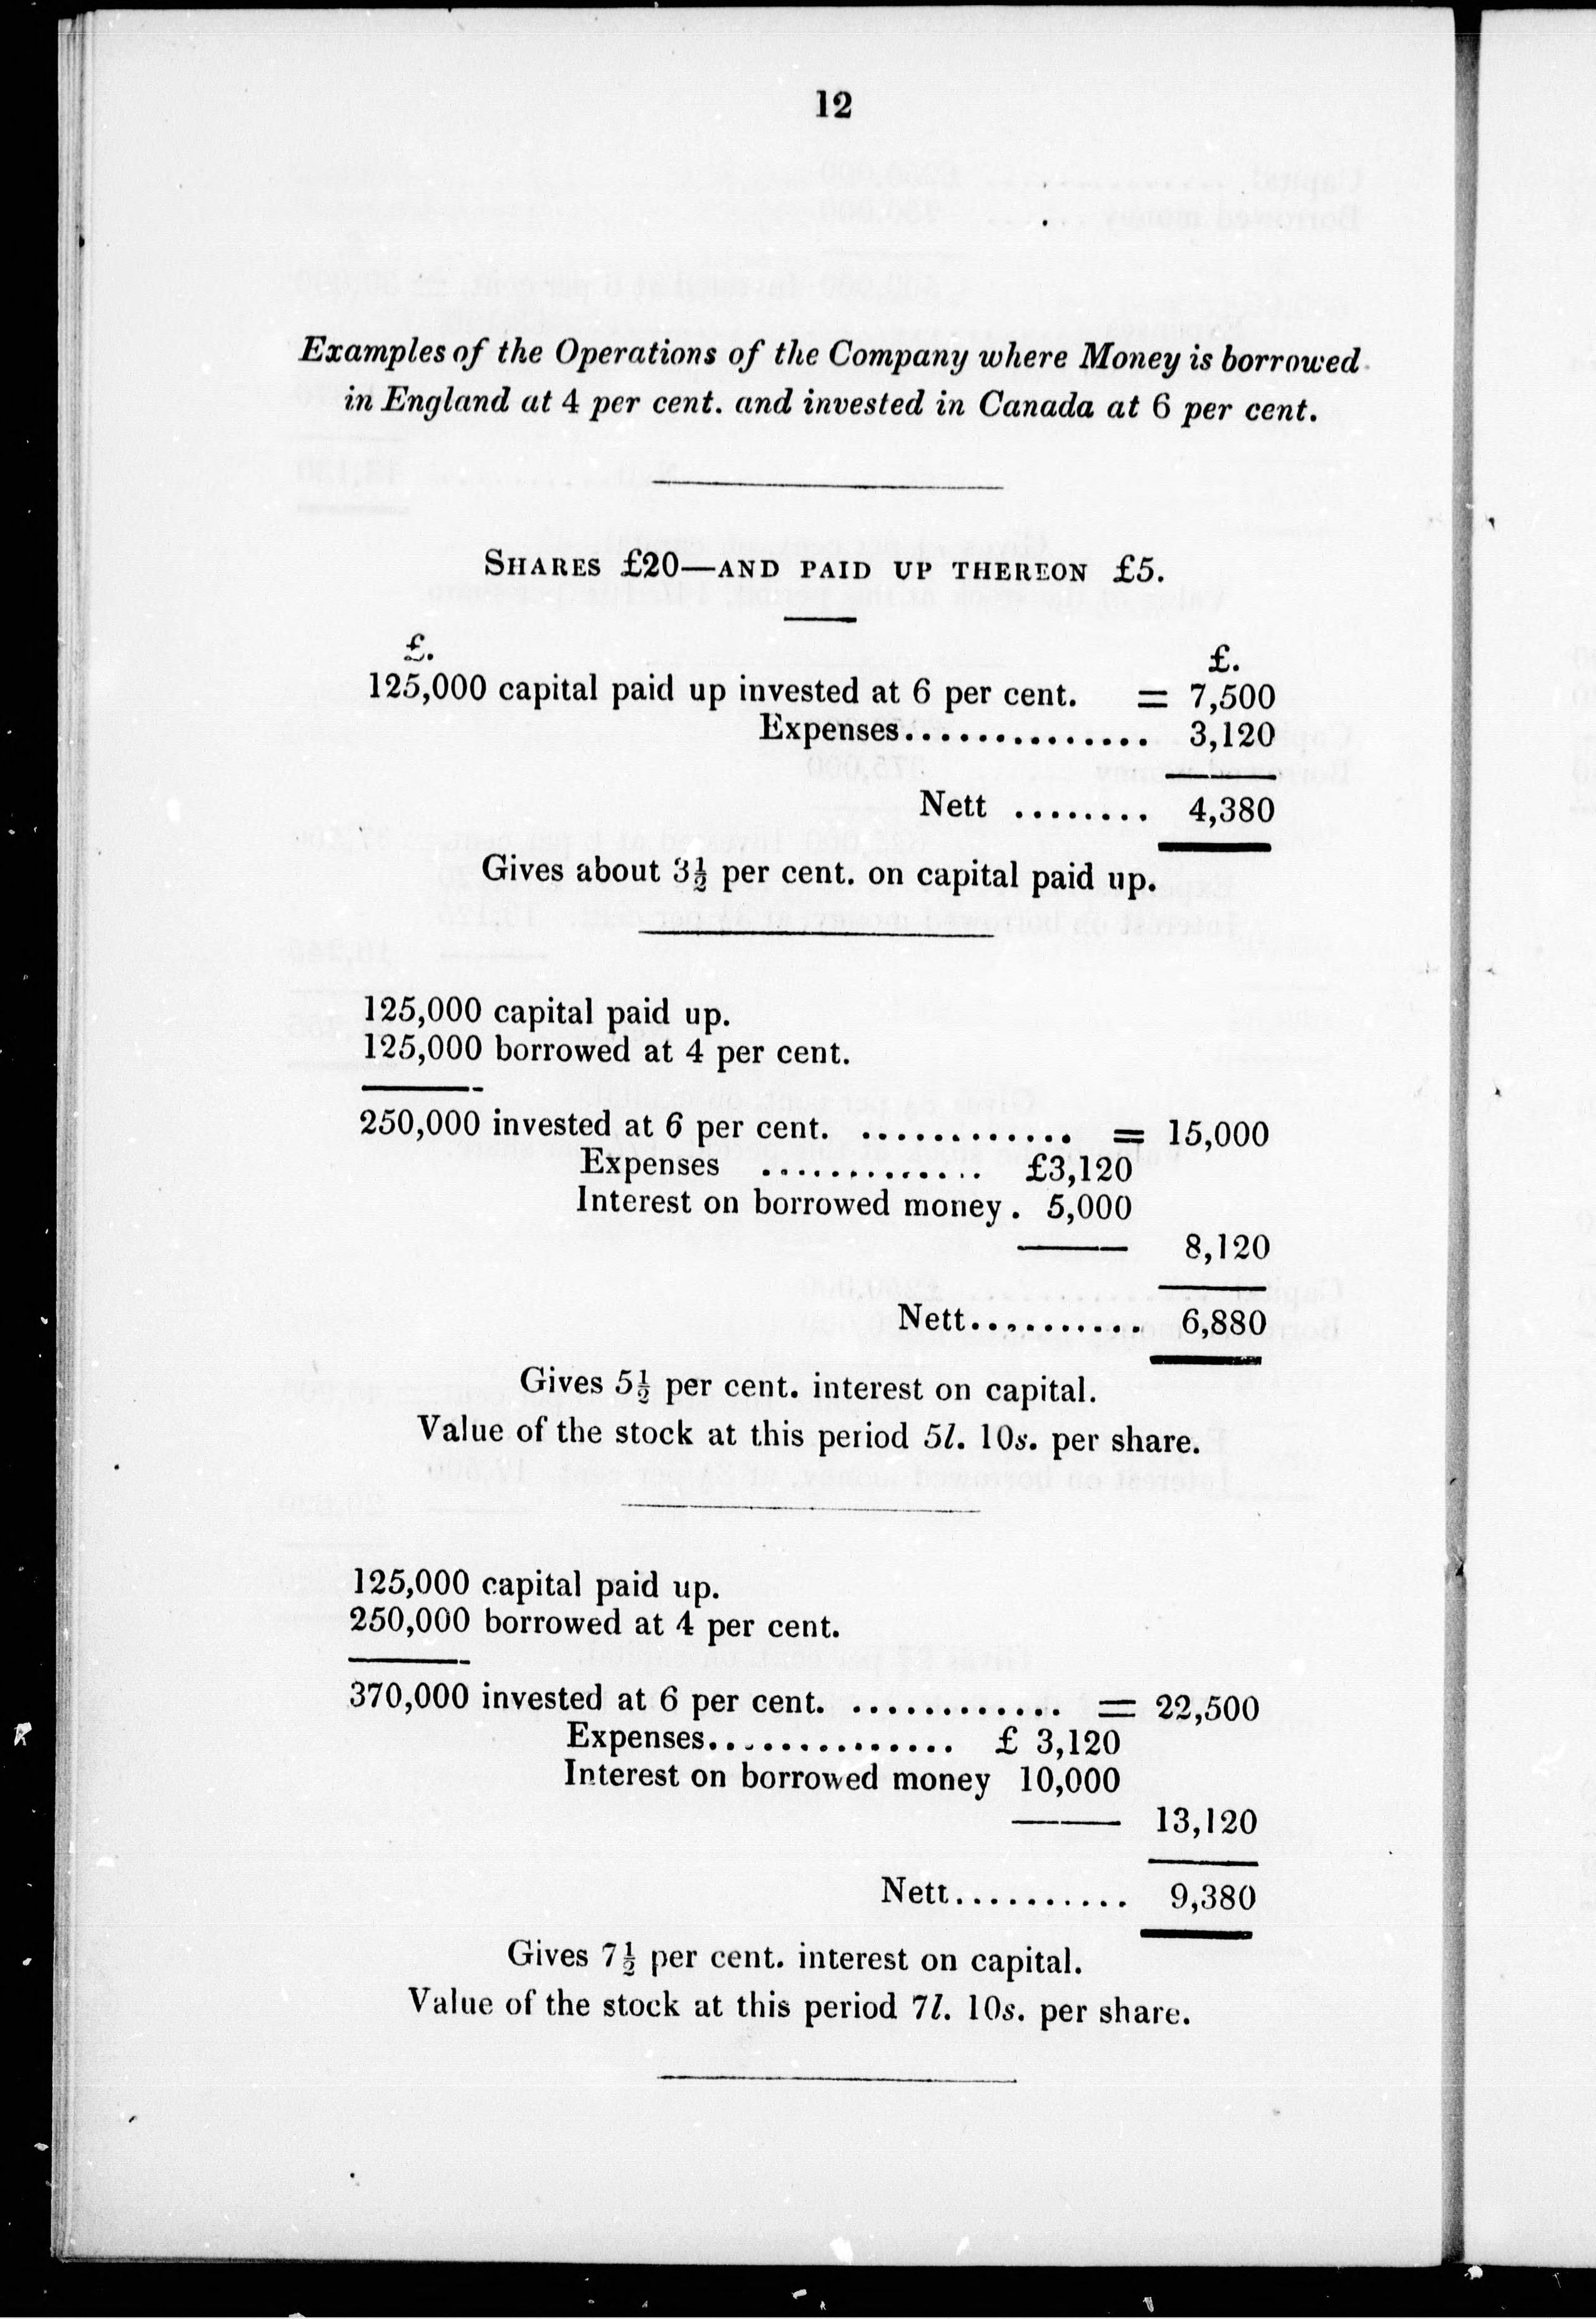 12
Examples of the Operations of the Company where Money is borrowed
in England at 4 per cent. and invested in Canada at 6 per cent.
SHARES £20—AND PAID UP THEREON £5.
£. £.
125,000 capital paid up invested at 6 per cent. = 7,500
Expenses.............. 3,120
Nett ........ 4,380
Gives about 3½ per cent. on capital paid up.
125,000 capital paid up.
125,000 borrowed at 4 per cent.
250,000 invested at 6 per cent. ............ = 15,000
Expenses ............. £3,120
Interest on borrowed money . 5,000
8,120
Nett.......... 6,880
Gives 5½ per cent. interest on capital.
Value of the stock at this period 5l. 10s. per share.
125,000 capital paid up.
250,000 borrowed at 4 per cent.
370,000 invested at 6 per cent. ............ = 22,500
Expenses.............. £ 3,120
Interest on borrowed money 10,000
13,120
Nett.......... 9,380
Gives 7½ per cent. interest on capital.
Value of the stock at this period 7l. 10s. per share.